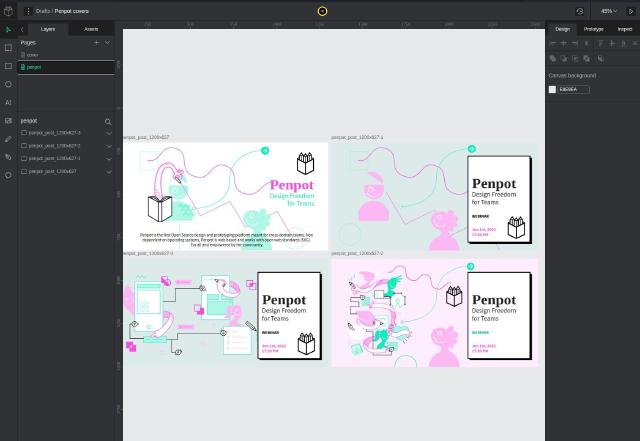 Drafts / Penpot covers
45%
Layers
Assets
Design
Prototype
Inspect
Pages
cover
penpot
penpot
penpot_post_1200x627-3
penpot_post_1200x627-2
penpot_post_1200x627-1
penpot_post_1200x627
Canvas background
E8E9EA
penpot_post_1200x627
penpot_post_1200x627-1
Penpot
Design Freedom
for Teams
Penpot is the first Open Source design and prototyping platform meant for cross-domain teams. Non
dependent on operating systems, Penpot is web based and works with open web standards (SVG).
For all and empowered by the community.
Penpot
Design Freedom
for Teams
WEBINAR
Jun 1st, 2022
17:30 PM
penpot_post_1200x627-3
penpot_post_1200x627-2
Penpot
Design Freedom
for Teams
WEBINAR
Jun 1st, 2022
17:30 PM
Penpot
Design Freedom
for Teams
WEBINAR
Jun 1st, 2022
17:30 PM